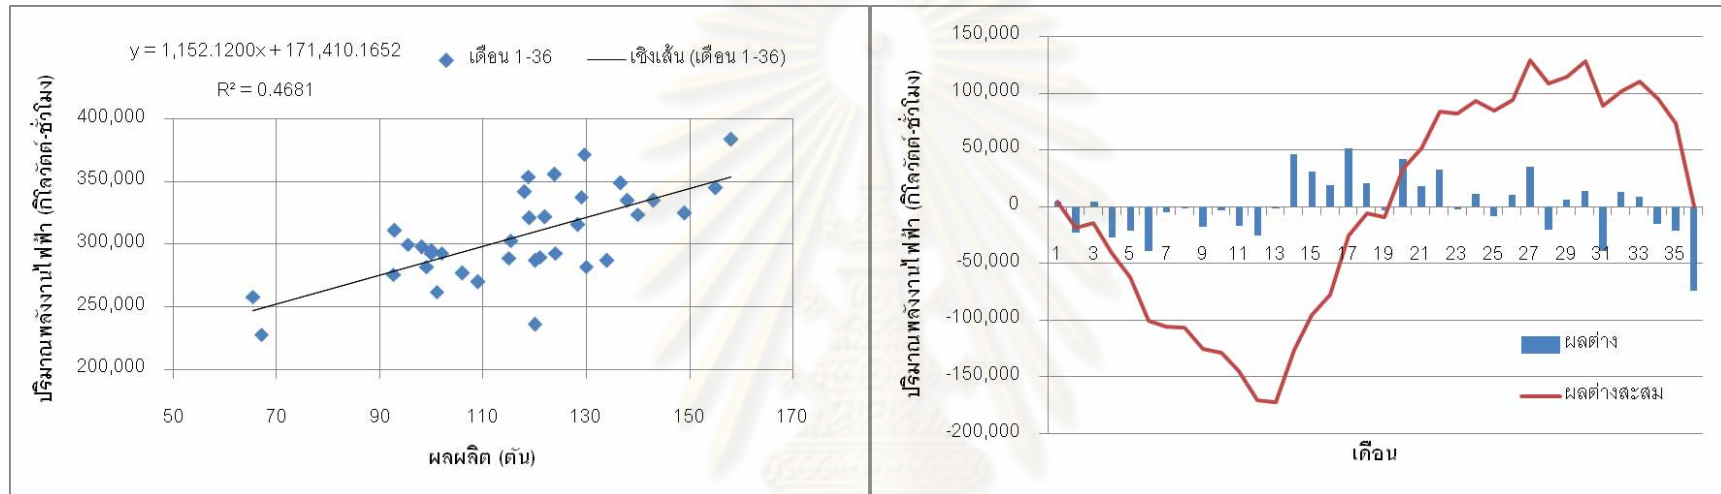 y = 1,152.1200x + 171,410.1652
R² = 0.4681
เดือน 1-36
เชิงเส้น (เดือน 1-36)
ปริมาณพลังงานไฟฟ้า (กิโลวัตต์-ชั่วโมง)
400,000
350,000
300,000
250,000
200,000
50 70 90 110 130 150 170
ผลผลิต (ตัน)
ปริมาณพลังงานไฟฟ้า (กิโลวัตต์-ชั่วโมง)
150,000
100,000
50,000
0
-50,000
-100,000
-150,000
-200,000
1 3 5 7 9 11 13 15 17 19 21 23 25 27 29 31 33 35
ผลต่าง
ผลต่างสะสม
เดือน